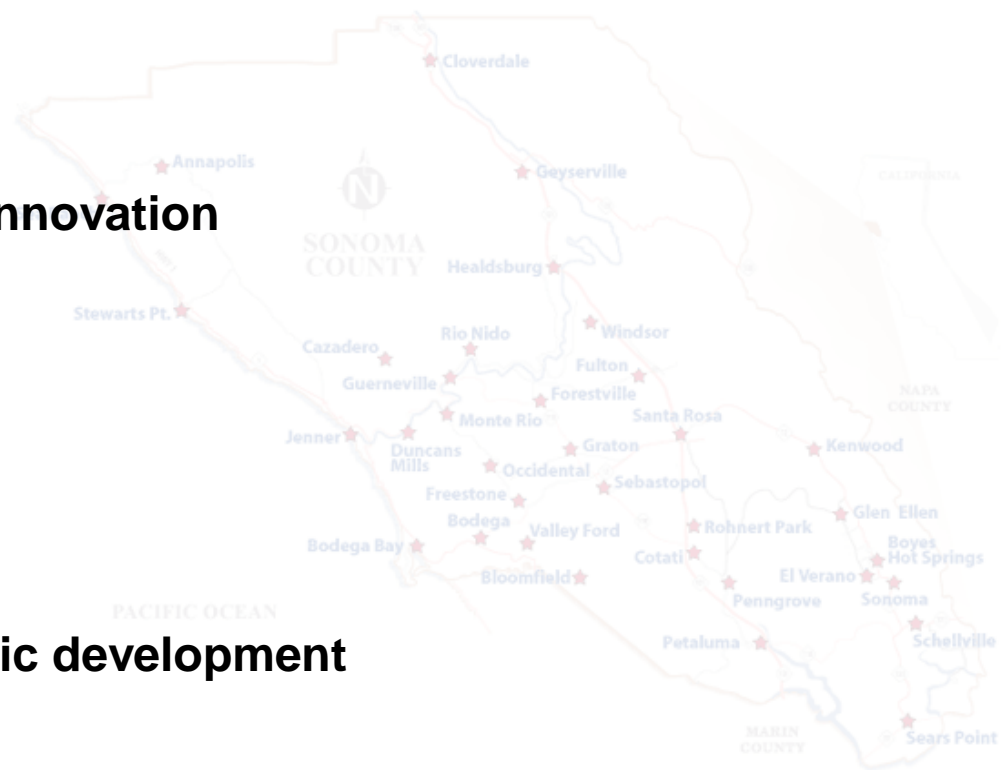 Cloverdale
Annapolis
Geyserville
CALIFORNIA
nnovation
N
SONOMA
COUNTY
Healdsburg
Stewarts Pt.
Windsor
Rio Nido
Cazadero
Fulton
Guerneville
Forestville
NAPA
COUNTY
Monte Rio
Santa Rosa
Jenner
Duncans
Mills
Graton
Kenwood
Occidental
Sebastopol
Freestone
Glen Ellen
Bodega
Valley Ford
Rohnert Park
Boyes
Hot Springs
Bodega Bay
Cotati
Bloomfield
El Verano
Penngrove
Sonoma
PACIFIC OCEAN
ic development
Petaluma
Schellville
MARIN
COUNTY
Sears Point